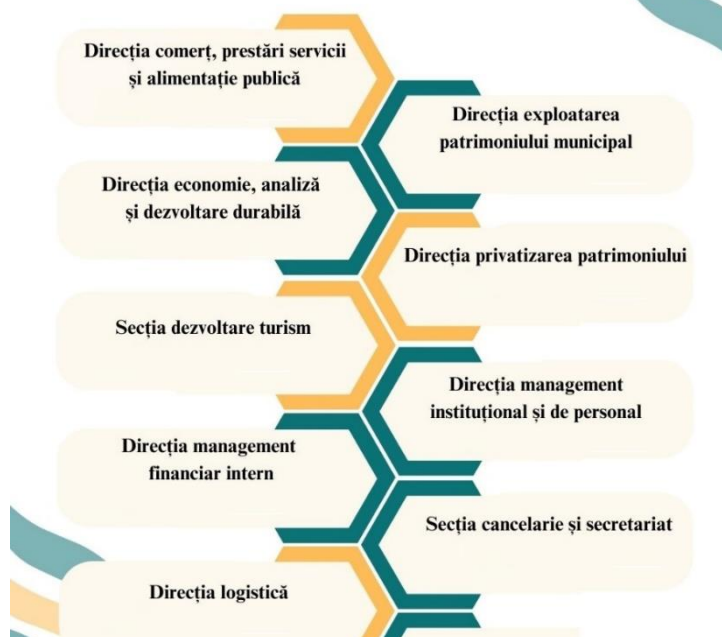 Direcția comerț, prestări servicii
și alimentație publică
Direcția exploatarea
patrimoniului municipal
Direcția economie, analiză
și dezvoltare durabilă
Direcția privatizarea patrimoniului
Secția dezvoltare turism
Direcția management
instituțional și de personal
Direcția management
financiar intern
Secția cancelarie și secretariat
Direcția logistică